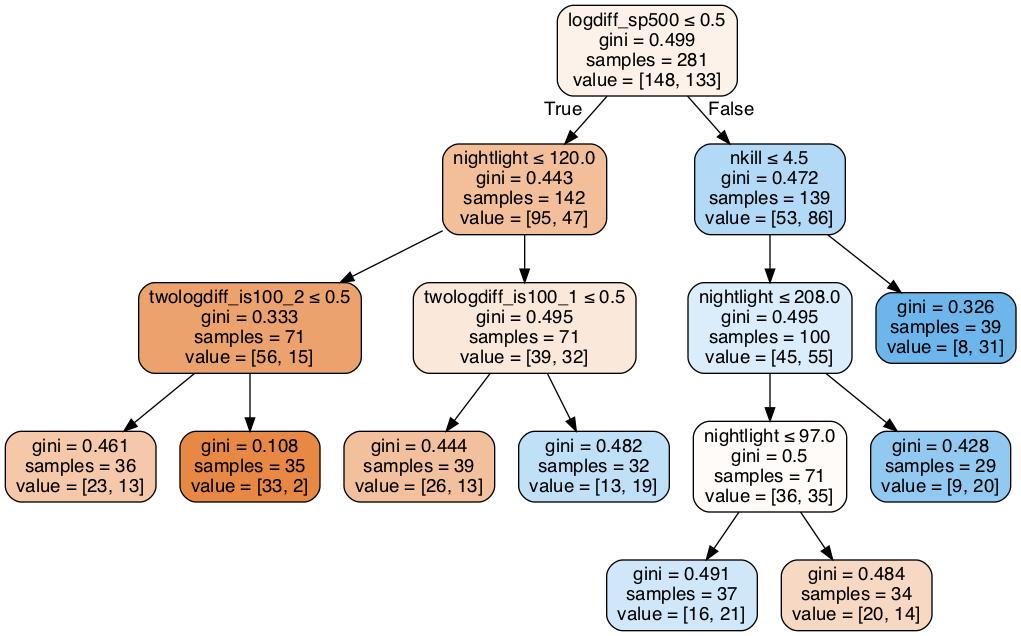 logdiff_sp500 ≤ 0.5
gini = 0.499
samples = 281
value = [148, 133]
True
False
nightlight ≤ 120.0
gini = 0.443
samples = 142
value = [95, 47]
nkill ≤ 4.5
gini = 0.472
samples = 139
value = [53, 86]
twologdiff_is100_2 ≤ 0.5
gini = 0.333
samples = 71
value = [56, 15]
twologdiff_is100_1 ≤ 0.5
gini = 0.495
samples = 71
value = [39, 32]
nightlight ≤ 208.0
gini = 0.495
samples = 100
value = [45, 55]
gini = 0.326
samples = 39
value = [8, 31]
gini = 0.461
samples = 36
value = [23, 13]
gini = 0.108
samples = 35
value = [33, 2]
gini = 0.444
samples = 39
value = [26, 13]
gini = 0.482
samples = 32
value = [13, 19]
nightlight ≤ 97.0
gini = 0.5
samples = 71
value = [36, 35]
gini = 0.428
samples = 29
value = [9, 20]
gini = 0.491
samples = 37
value = [16, 21]
gini = 0.484
samples = 34
value = [20, 14]